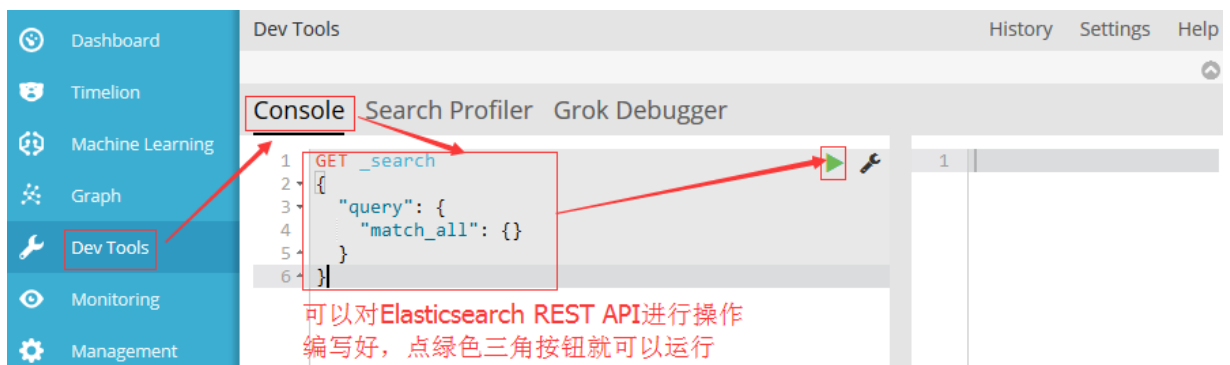 Dashboard
Timelion
Machine Learning
Graph
Dev Tools
Monitoring
Management
Dev Tools
History Settings Help
Console Search Profiler Grok Debugger
1 GET _search
2 {
3 "query": {
4 "match_all": {}
5 }
6 }
1
可以对Elasticsearch REST API进行操作
编写好，点绿色三角按钮就可以运行